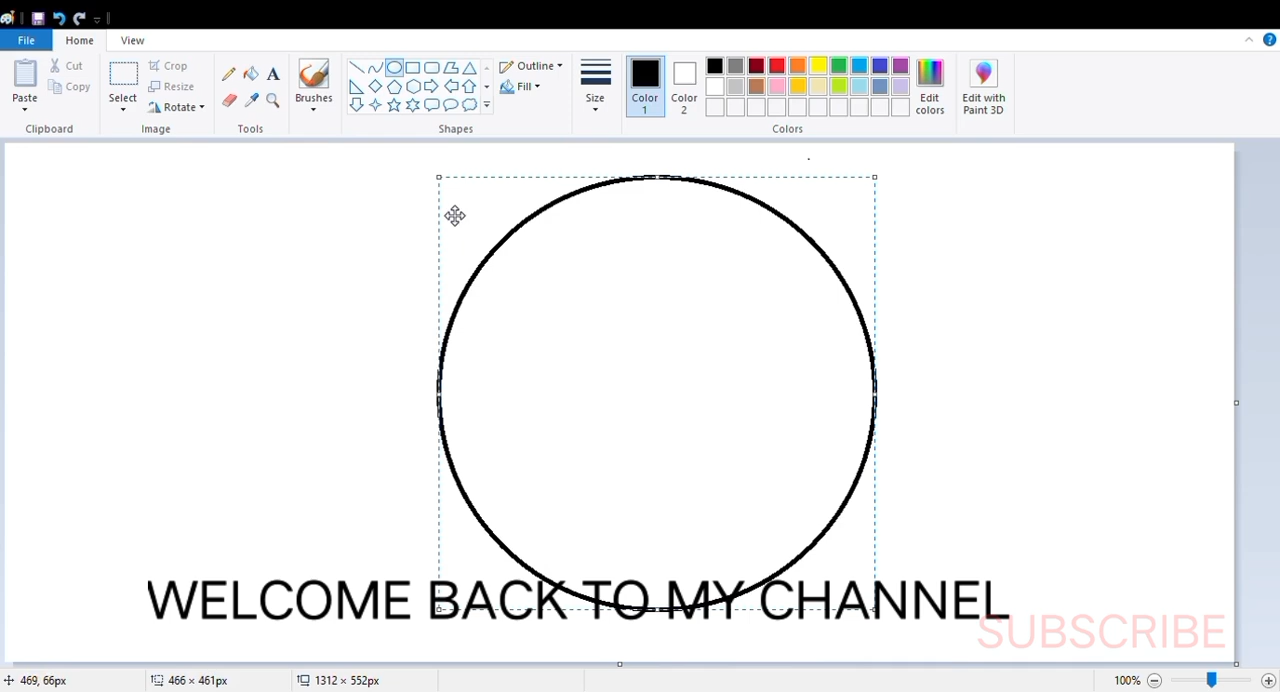 File Home View
Paste
Cut
Copy
Clipboard
Select
Crop
Resize
Rotate
Image
Tools
Brushes
Outline
Fill
Shapes
Size
Color 1
Color 2
Edit colors
Colors
Edit with Paint 3D
WELCOME BACK TO MY CHANNEL
SUBSCRIBE
469, 66px 466 × 461px 1312 × 552px 100%